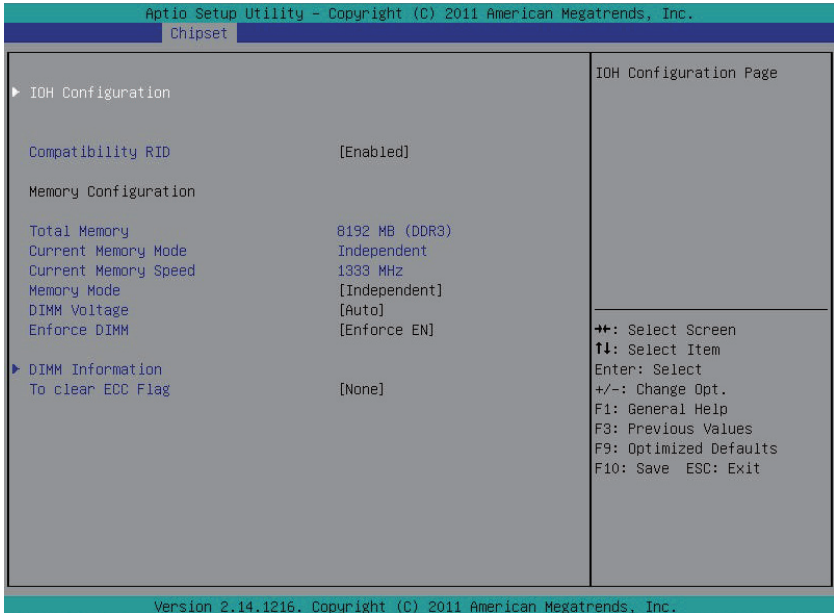 Aptio Setup Utility – Copyright (C) 2011 American Megatrends, Inc.
Chipset
IOH Configuration
Compatibility RID [Enabled]
Memory Configuration
Total Memory 8192 MB (DDR3)
Current Memory Mode Independent
Current Memory Speed 1333 MHz
Memory Mode [Independent]
DIMM Voltage [Auto]
Enforce DIMM [Enforce EN]
DIMM Information
To clear ECC Flag [None]
IOH Configuration Page
→←: Select Screen
↑↓: Select Item
Enter: Select
+/-: Change Opt.
F1: General Help
F3: Previous Values
F9: Optimized Defaults
F10: Save ESC: Exit
Version 2.14.1216. Copyright (C) 2011 American Megatrends, Inc.